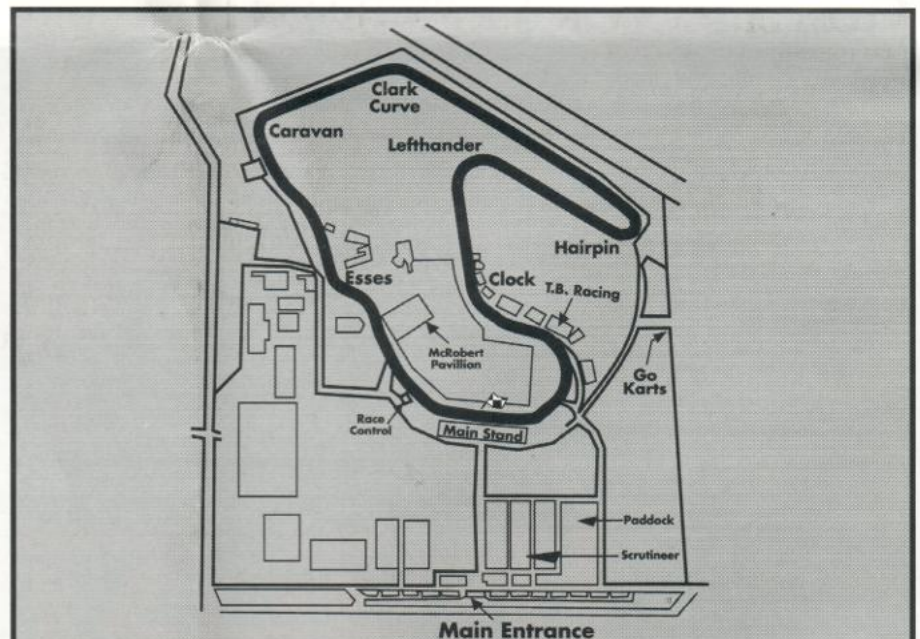 Clark
Curve
Caravan
Lefthander
Hairpin
Esses
Clock
T.B. Racing
McRobert
Pavillion
Go
Karts
Race
Control
Main Stand
Paddock
Scrutineer
Main Entrance